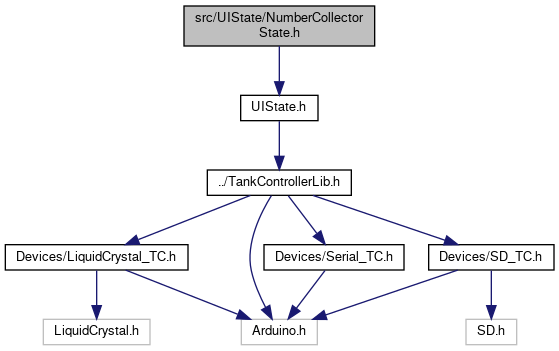 src/UIState/NumberCollector
State.h
UIState.h
../TankControllerLib.h
Devices/LiquidCrystal_TC.h
Devices/Serial_TC.h
Devices/SD_TC.h
LiquidCrystal.h
Arduino.h
SD.h